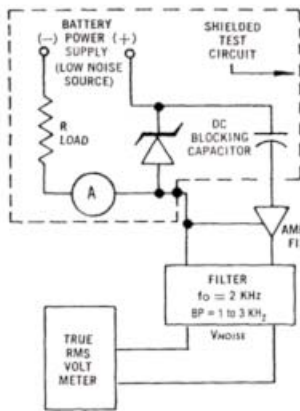 BATTERY
(-) POWER (+)
SUPPLY
(LOW NOISE
SOURCE)
SHIELDED
TEST
CIRCUIT
R
LOAD
DC
BLOCKING
CAPACITOR
A
FILTER
fo = 2 KHz
BP = 1 to 3 KHz
VNOISE
TRUE
RMS
VOLT
METER